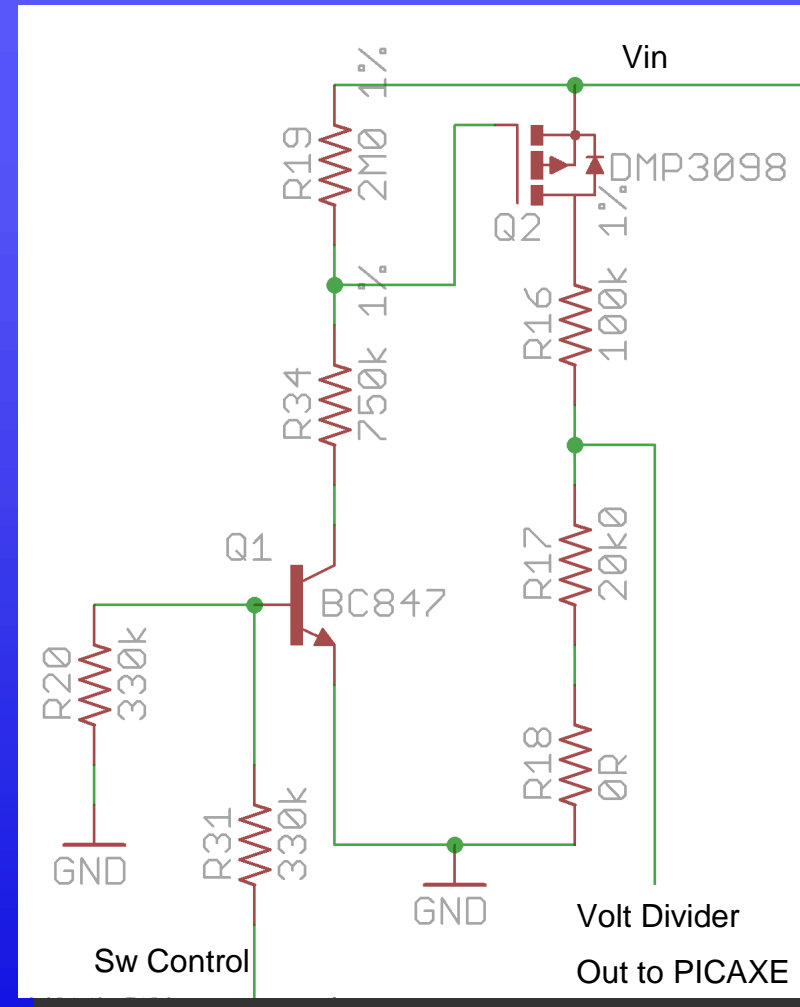 Vin
R19
2M0
1%
DMP3098
Q2
1%
R16
100k
1%
R34
750k
Q1
BC847
R17
20k0
R20
330k
R18
0R
R31
330k
GND
GND
Sw Control
Volt Divider
Out to PICAXE